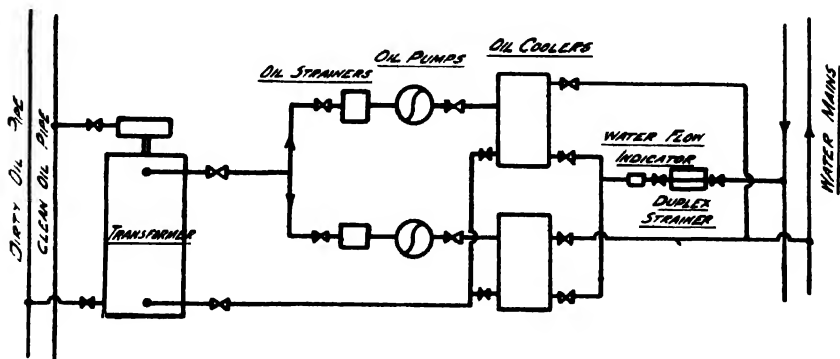 OIL COOLERS
OIL PUMPS
OIL STRAINERS
WATER FLOW
INDICATOR
DUPLEX
STRAINER
TRANSFORMER
DIRTY OIL PIPE
CLEAN OIL PIPE
WATER MAINS